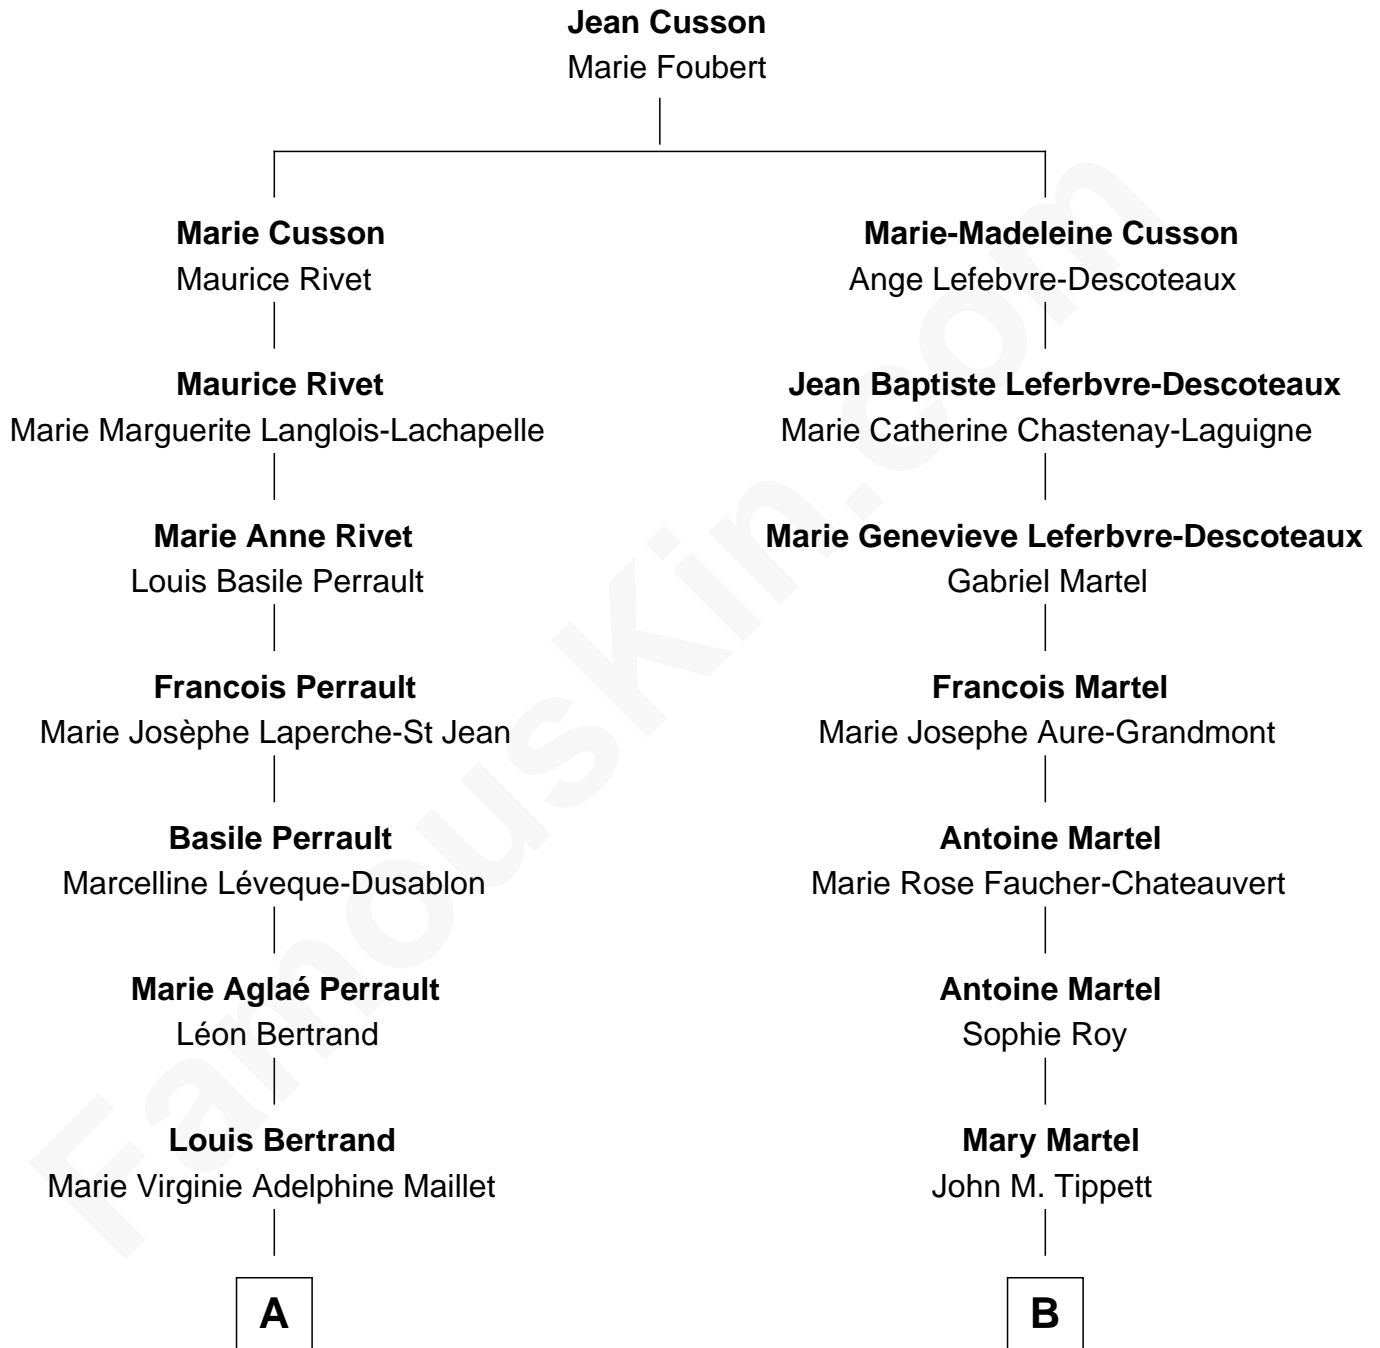 Jean Cusson
Marie Foubert
Marie Cusson
Maurice Rivet
Marie-Madeleine Cusson
Ange Lefebvre-Descoteaux
Maurice Rivet
Marie Marguerite Langlois-Lachapelle
Jean Baptiste Leferbvre-Descoteaux
Marie Catherine Chastenay-Laguigne
Marie Anne Rivet
Louis Basile Perrault
Marie Genevieve Leferbvre-Descoteaux
Gabriel Martel
Francois Perrault
Marie Josèphe Laperche-St Jean
Francois Martel
Marie Josephe Aure-Grandmont
Basile Perrault
Marcelline Léveque-Dusablon
Antoine Martel
Marie Rose Faucher-Chateauvert
Marie Aglaé Perrault
Léon Bertrand
Antoine Martel
Sophie Roy
Louis Bertrand
Marie Virginie Adelphine Maillet
Mary Martel
John M. Tippett
A
B
FamousKin.com